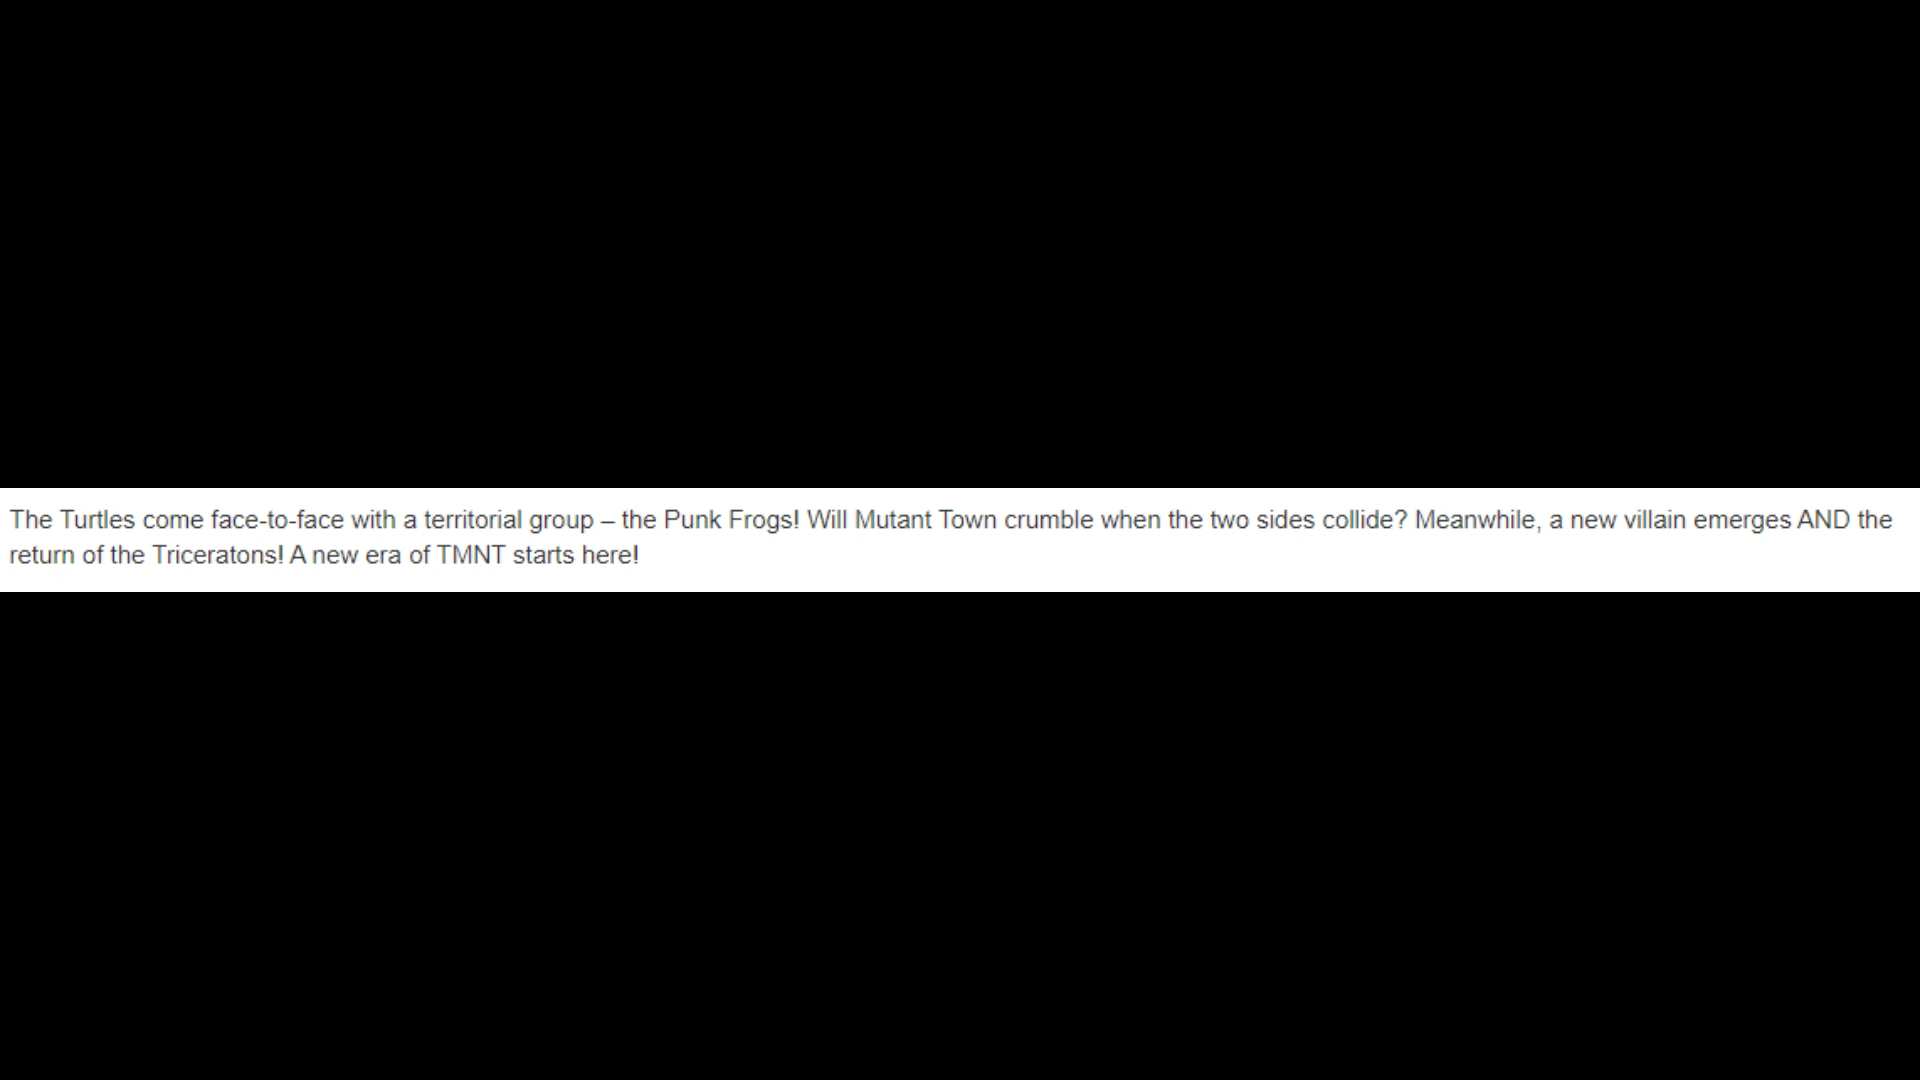 The Turtles come face-to-face with a territorial group – the Punk Frogs! Will Mutant Town crumble when the two sides collide? Meanwhile, a new villain emerges AND the
return of the Triceratons! A new era of TMNT starts here!